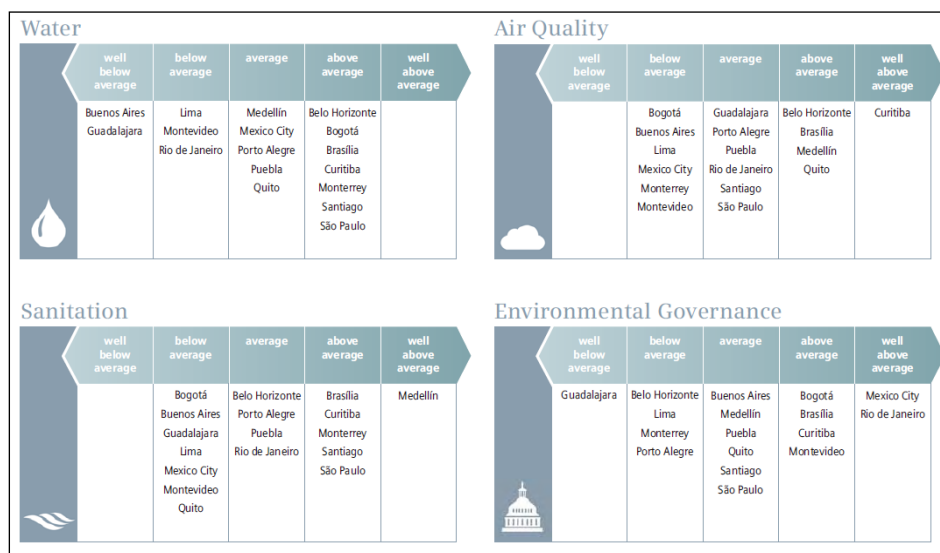 Water
well below average
below average
average
above average
well above average
Buenos Aires
Guadalajara
Lima
Montevideo
Rio de Janeiro
Medellín
Mexico City
Porto Alegre
Puebla
Quito
Belo Horizonte
Bogotá
Brasília
Curitiba
Monterrey
Santiago
São Paulo
Air Quality
well below average
below average
average
above average
well above average
Bogotá
Buenos Aires
Lima
Mexico City
Monterrey
Montevideo
Guadalajara
Porto Alegre
Puebla
Rio de Janeiro
Santiago
São Paulo
Belo Horizonte
Brasília
Medellín
Quito
Curitiba
Sanitation
well below average
below average
average
above average
well above average
Bogotá
Buenos Aires
Guadalajara
Lima
Mexico City
Montevideo
Quito
Belo Horizonte
Porto Alegre
Puebla
Rio de Janeiro
Brasília
Curitiba
Monterrey
Santiago
São Paulo
Medellín
Environmental Governance
well below average
below average
average
above average
well above average
Guadalajara
Belo Horizonte
Lima
Monterrey
Porto Alegre
Buenos Aires
Medellín
Puebla
Quito
Santiago
São Paulo
Bogotá
Brasília
Curitiba
Montevideo
Mexico City
Rio de Janeiro